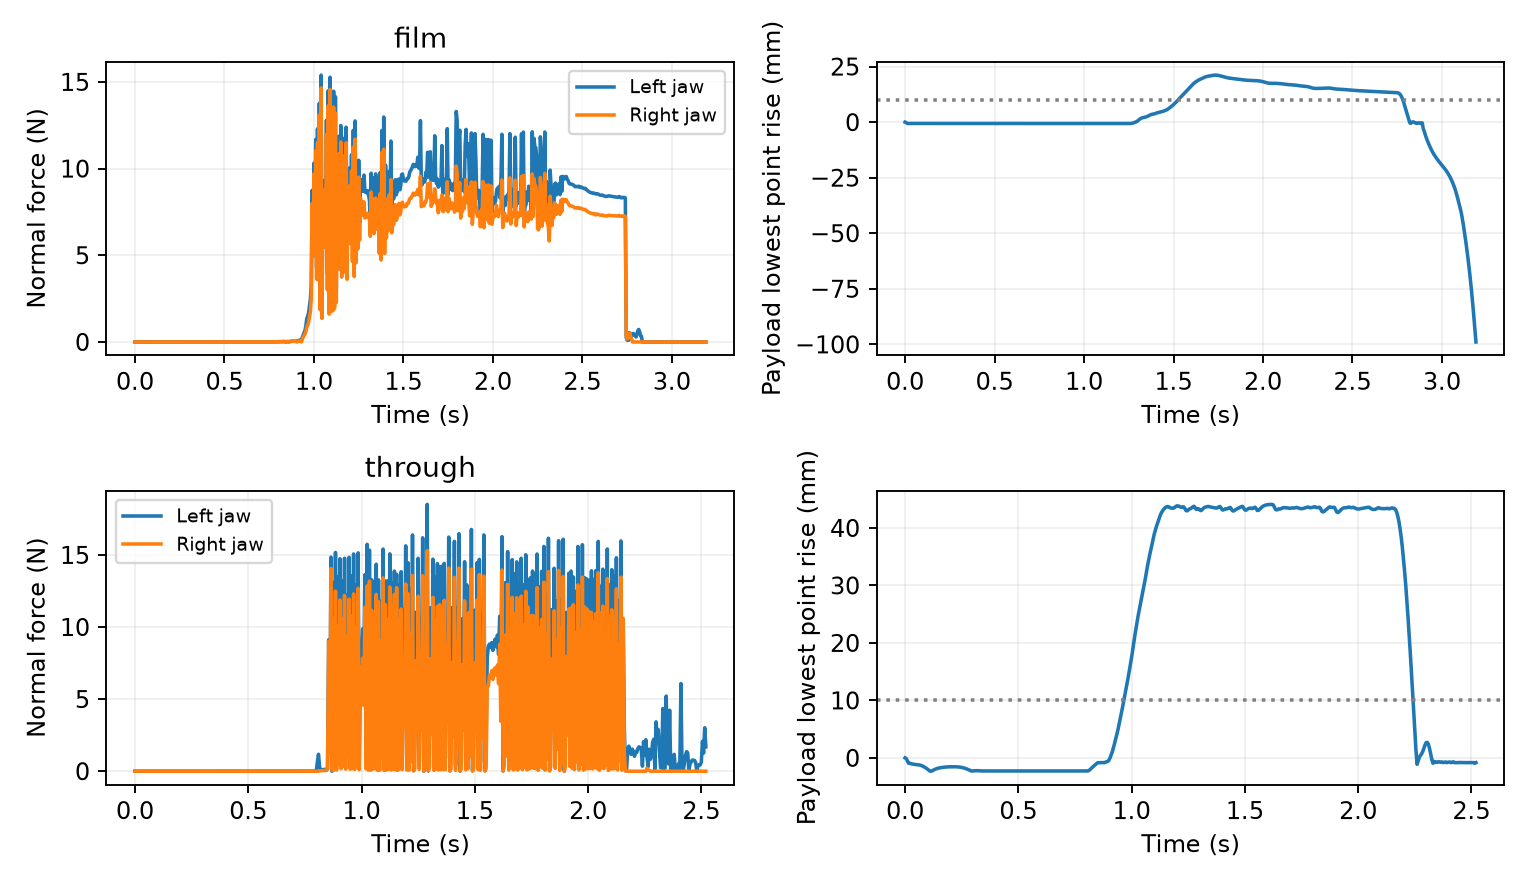 film
Normal force (N)
15
10
5
0
Left jaw
Right jaw
0.0 0.5 1.0 1.5 2.0 2.5 3.0
Time (s)
Payload lowest point rise (mm)
25
0
−25
−50
−75
−100
0.0 0.5 1.0 1.5 2.0 2.5 3.0
Time (s)
through
Normal force (N)
15
10
5
0
Left jaw
Right jaw
0.0 0.5 1.0 1.5 2.0 2.5
Time (s)
Payload lowest point rise (mm)
40
30
20
10
0
0.0 0.5 1.0 1.5 2.0 2.5
Time (s)